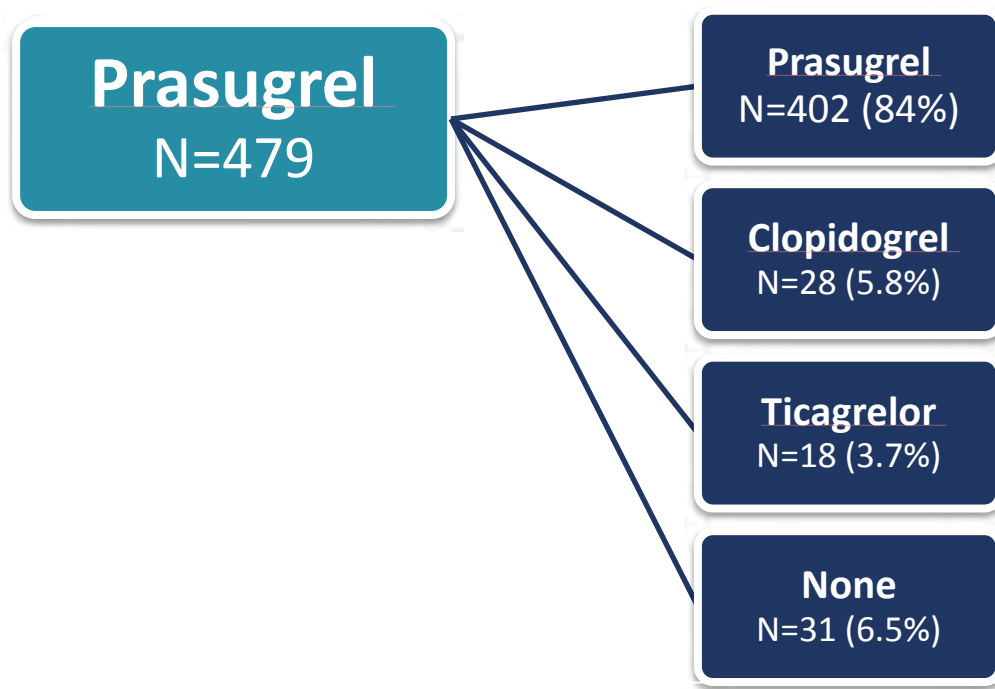 Prasugrel
N=479
Prasugrel
N=402 (84%)
Clopidogrel
N=28 (5.8%)
Ticagrelor
N=18 (3.7%)
None
N=31 (6.5%)